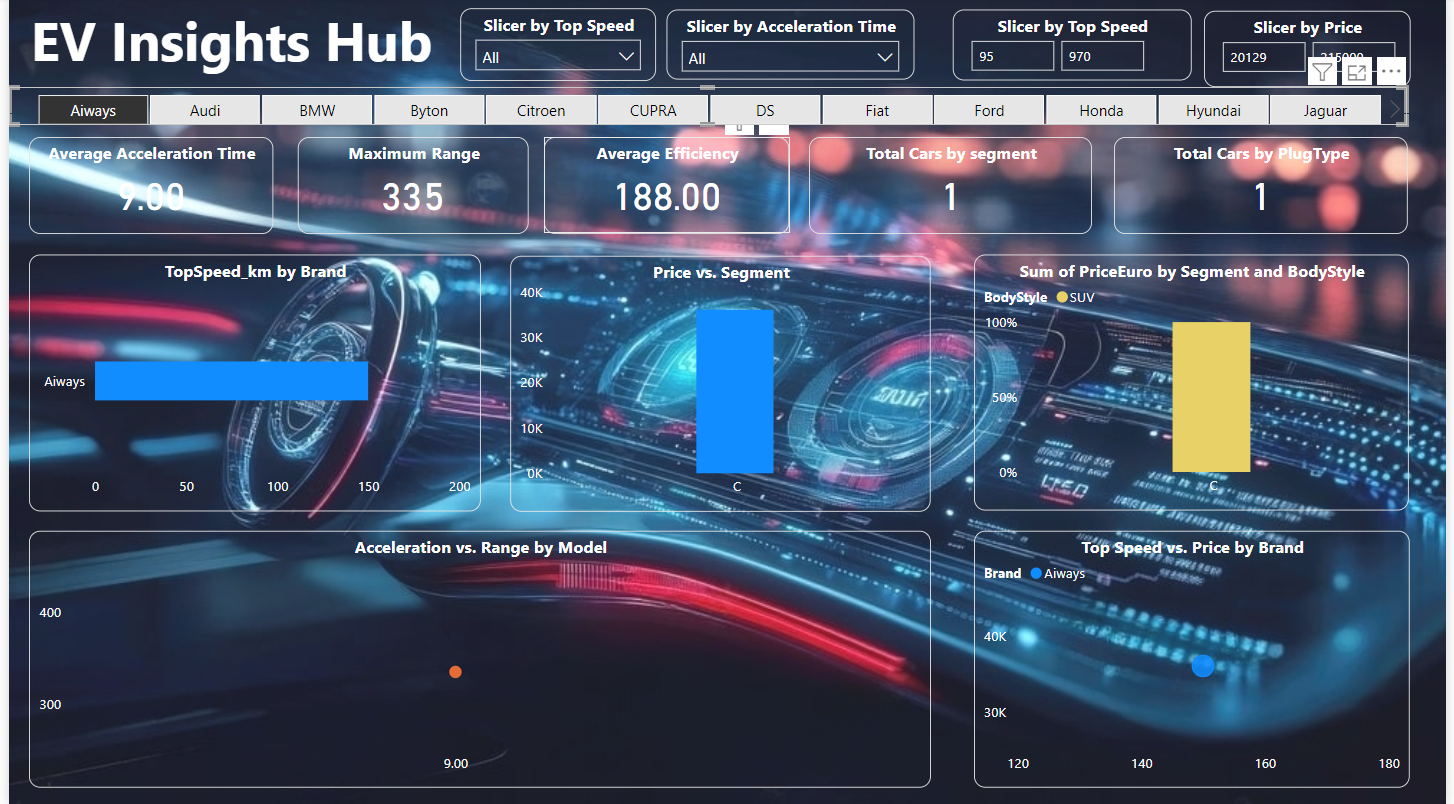 EV Insights Hub
Slicer by Top Speed
All
Slicer by Acceleration Time
All
Slicer by Top Speed
95 970
Slicer by Price
20129 215000
Aiways Audi BMW Byton Citroen CUPRA DS Fiat Ford Honda Hyundai Jaguar
Average Acceleration Time
9.00
Maximum Range
335
Average Efficiency
188.00
Total Cars by segment
1
Total Cars by PlugType
1
TopSpeed_km by Brand
Aiways
0 50 100 150 200
Price vs. Segment
40K
30K
20K
10K
0K
C
Sum of PriceEuro by Segment and BodyStyle
BodyStyle SUV
100%
50%
0%
C
Acceleration vs. Range by Model
400
300
9.00
Top Speed vs. Price by Brand
Brand Aiways
40K
30K
120 140 160 180